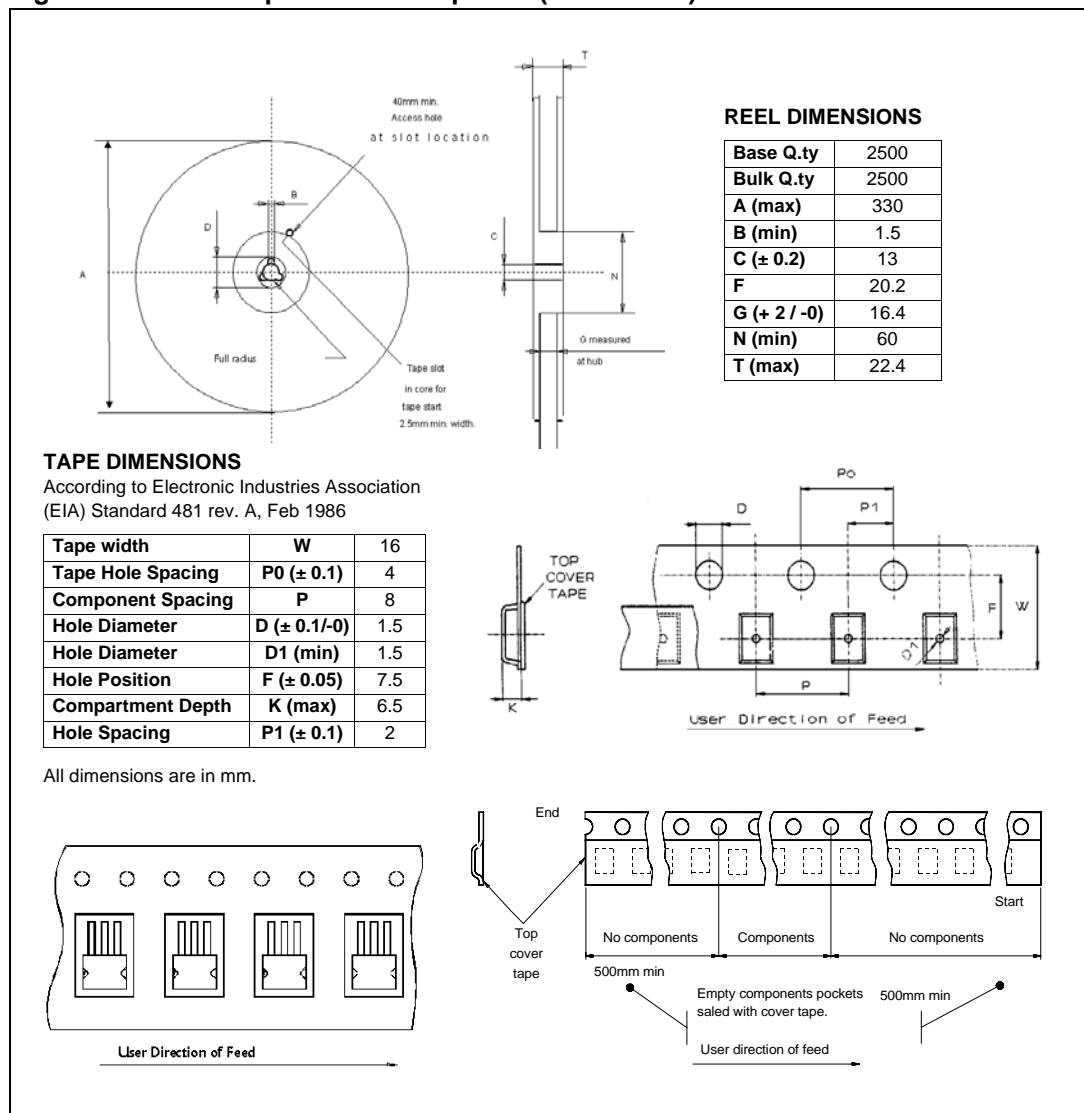 T
40mm min.
Access hole
at slot location
B
D
C
A
N
Full radius
Tape slot
in core for
tape start
2.5mm min. width.
G measured
at hub
REEL DIMENSIONS
Base Q.ty 2500
Bulk Q.ty 2500
A (max) 330
B (min) 1.5
C (± 0.2) 13
F 20.2
G (+ 2 / -0) 16.4
N (min) 60
T (max) 22.4
TAPE DIMENSIONS
According to Electronic Industries Association
(EIA) Standard 481 rev. A, Feb 1986
Tape width W 16
Tape Hole Spacing P0 (± 0.1) 4
Component Spacing P 8
Hole Diameter D (± 0.1/-0) 1.5
Hole Diameter D1 (min) 1.5
Hole Position F (± 0.05) 7.5
Compartment Depth K (max) 6.5
Hole Spacing P1 (± 0.1) 2
All dimensions are in mm.
Po
D
P1
TOP
COVER
TAPE
F
W
D1
P
K
User Direction of Feed
End
Start
Top
cover
tape
No components
Components
No components
500mm min
Empty components pockets
saled with cover tape.
500mm min
User direction of feed
User Direction of Feed